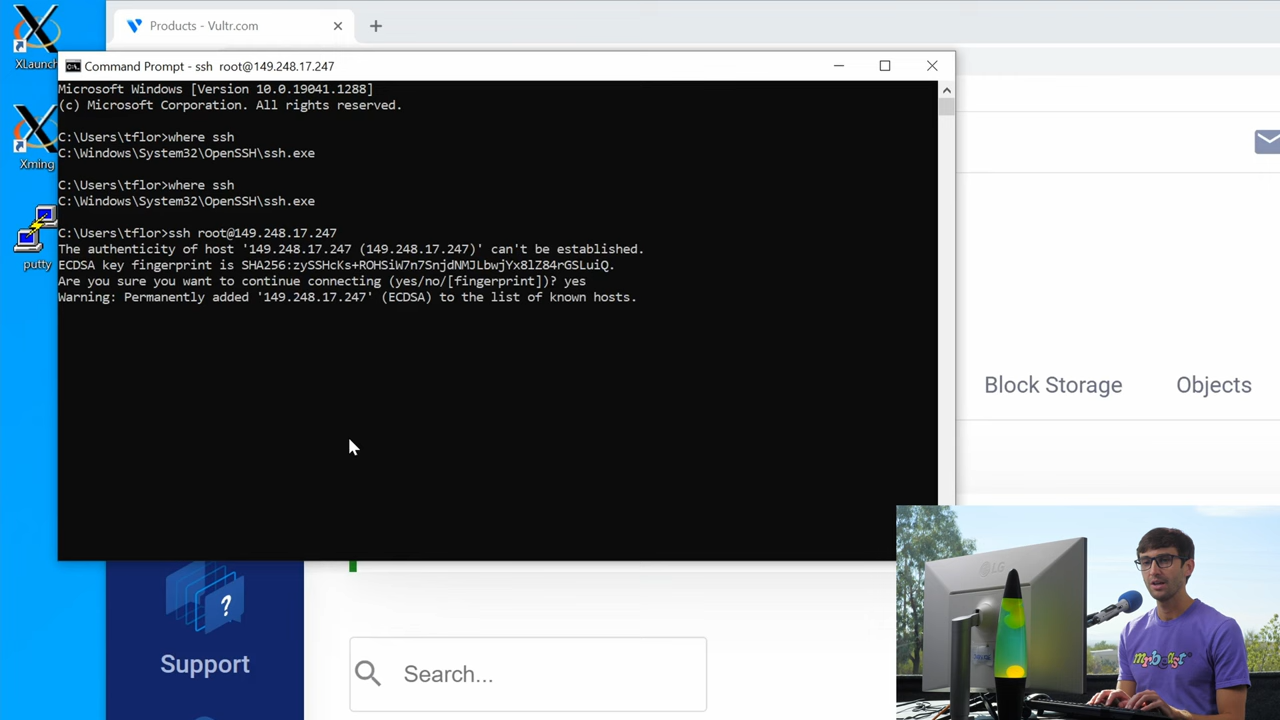 Products - Vultr.com
XLaunch
Command Prompt - ssh  root@149.248.17.247
Microsoft Windows [Version 10.0.19041.1288]
(c) Microsoft Corporation. All rights reserved.
C:\Users\tflor>where ssh
C:\Windows\System32\OpenSSH\ssh.exe
C:\Users\tflor>where ssh
C:\Windows\System32\OpenSSH\ssh.exe
C:\Users\tflor>ssh root@149.248.17.247
The authenticity of host '149.248.17.247 (149.248.17.247)' can't be established.
ECDSA key fingerprint is SHA256:zySSHcKs+ROHSiW7n7SnjdNMJLbwjYx8lZ84rGSLuiQ.
Are you sure you want to continue connecting (yes/no/[fingerprint])? yes
Warning: Permanently added '149.248.17.247' (ECDSA) to the list of known hosts.
Xming
putty
Block Storage
Objects
Support
Search...
LG
mrbeast